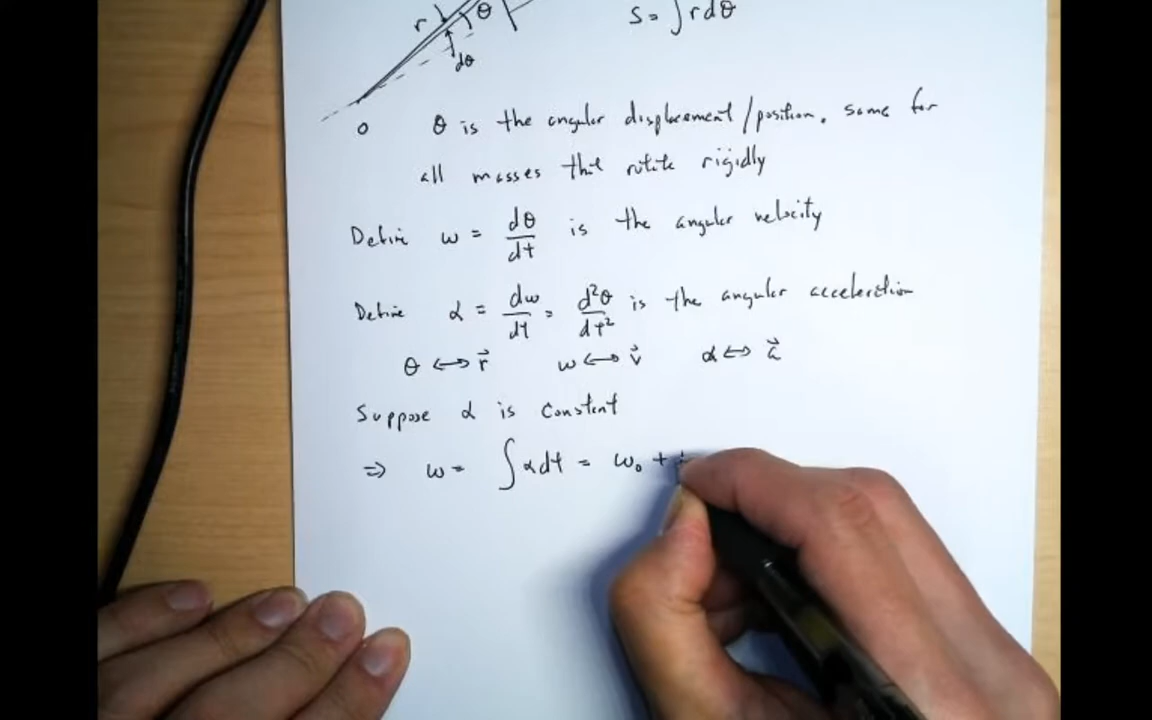 r θ S = ∫ r dθ
dθ
O θ is the angular displacement/position, same for
all masses that rotate rigidly
Define ω = dθ/dt is the angular velocity
Define α = dω/dt = d²θ/dt² is the angular acceleration
θ ↔ r⃗ ω ↔ v⃗ α ↔ a⃗
Suppose α is constant
⇒ ω = ∫ α dt = ω₀ +